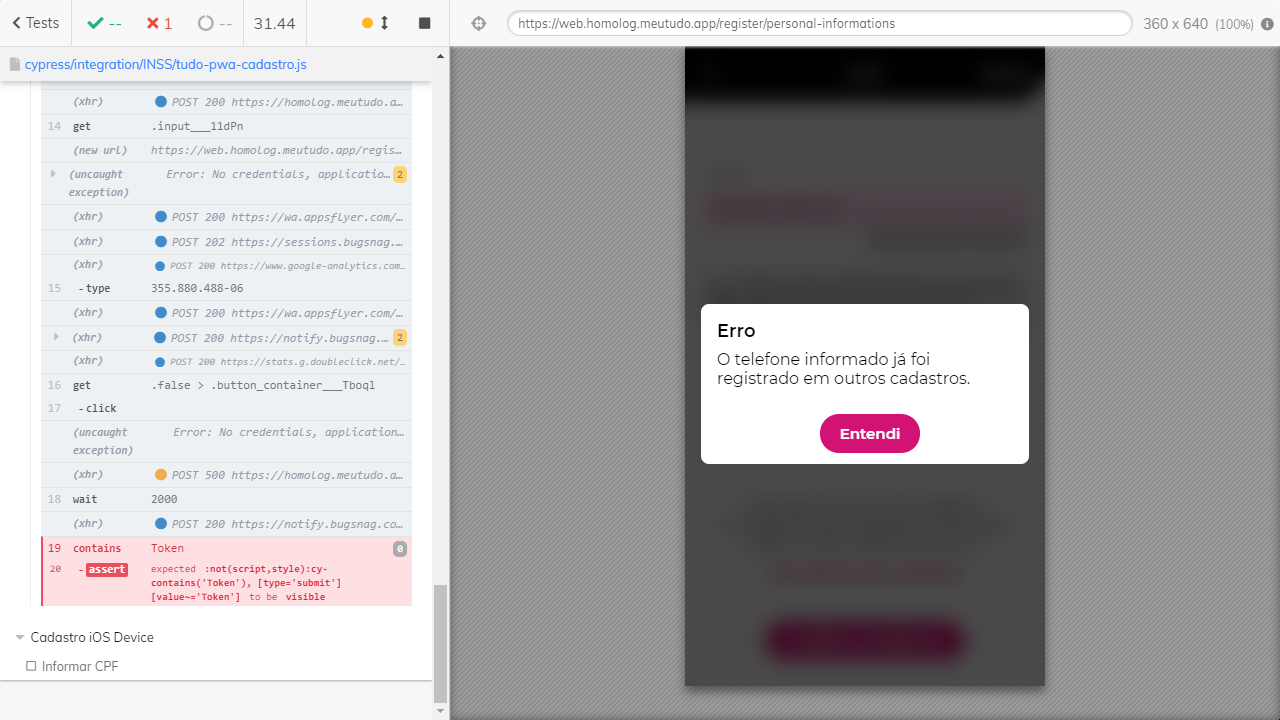 Tests
--
1
--
31.44
https://web.homolog.meutudo.app/register/personal-informations
360 x 640 (100%)
cypress/integration/INSS/tudo-pwa-cadastro.js
(xhr) POST 200 https://homolog.meutudo.a…
14 get .input___11dPn
(new url) https://web.homolog.meutudo.app/regis…
(uncaught exception) Error: No credentials, applicatio… 2
(xhr) POST 200 https://wa.appsflyer.com/…
(xhr) POST 202 https://sessions.bugsnag.…
(xhr) POST 200 https://www.google-analytics.com…
15 -type 355.880.488-06
(xhr) POST 200 https://wa.appsflyer.com/…
(xhr) POST 200 https://notify.bugsnag.… 2
(xhr) POST 200 https://stats.g.doubleclick.net/…
16 get .false > .button_container___Tboql
17 -click
(uncaught exception) Error: No credentials, application…
(xhr) POST 500 https://homolog.meutudo.a…
18 wait 2000
(xhr) POST 200 https://notify.bugsnag.co…
19 contains Token 0
20 -assert expected :not(script,style):cy-
contains('Token'), [type='submit']
[value~='Token'] to be visible
Cadastro iOS Device
Informar CPF
Erro
O telefone informado já foi
registrado em outros cadastros.
Entendi